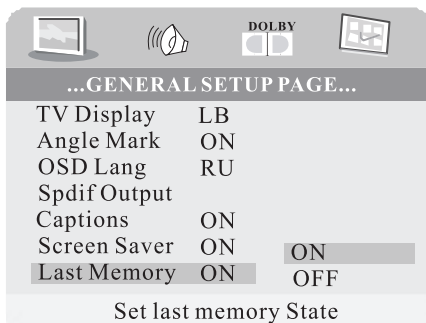 DOLBY
...GENERAL SETUP PAGE...
TV Display LB
Angle Mark ON
OSD Lang RU
Spdif Output
Captions ON
Screen Saver ON ON
Last Memory ON OFF
Set last memory State